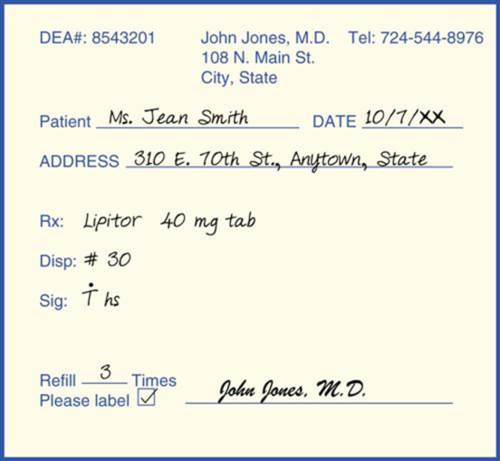 DEA#: 8543201 John Jones, M.D. Tel: 724-544-8976
108 N. Main St.
City, State
Patient Ms. Jean Smith DATE 10/7/XX
ADDRESS 310 E. 70th St., Anytown, State
Rx: Lipitor 40 mg tab
Disp: # 30
Sig: ṫ hs
Refill 3 Times
Please label ☑ John Jones, M.D.